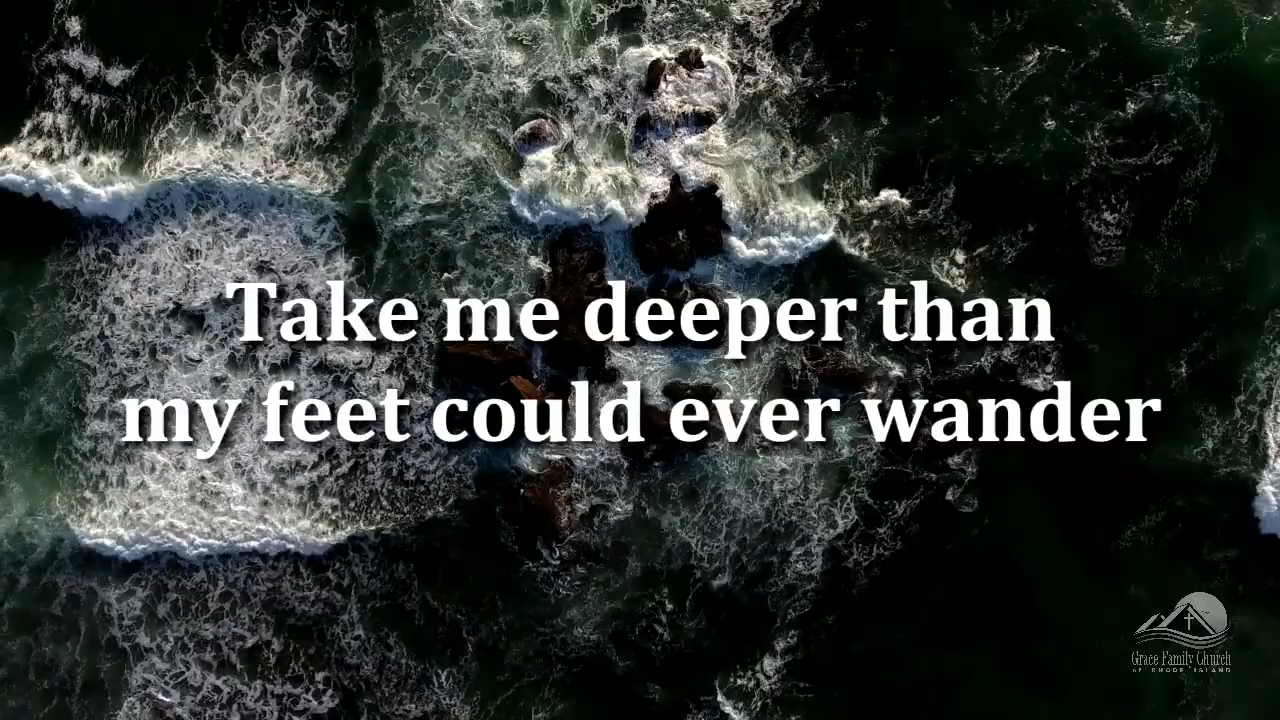 Take me deeper than
my feet could ever wander
Grace Family Church
OF RHODE ISLAND